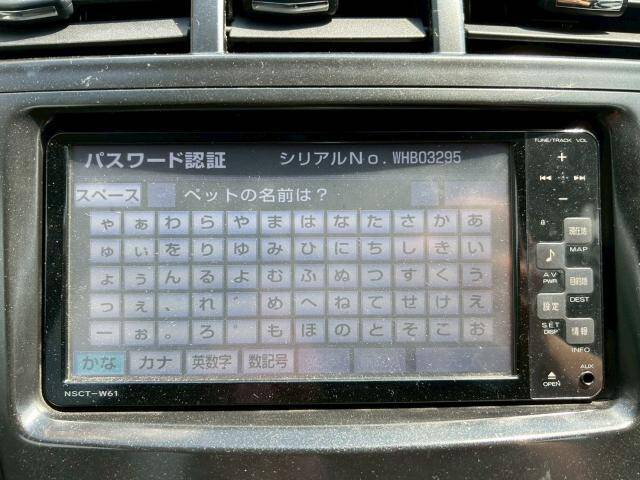 TUNE/TRACK VOL
パスワード認証 シリアルNo. WHB03295
スペース ペットの名前は?
ゃ ぁ わ ら や ま は な た さ か あ
ゅ ぃ を り ゆ み ひ に ち し き い
ょ ぅ ん る よ む ふ ぬ つ す く う
っ ぇ 、 れ ゛ め へ ね て せ け え
ー ぉ 。 ろ ゜ も ほ の と そ こ お
かな カナ 英数字 数記号
+
-
現在地
MAP
AV
PWR
目的地
DEST
設定
SET
DISP
情報
INFO
OPEN
AUX
NSCT-W61